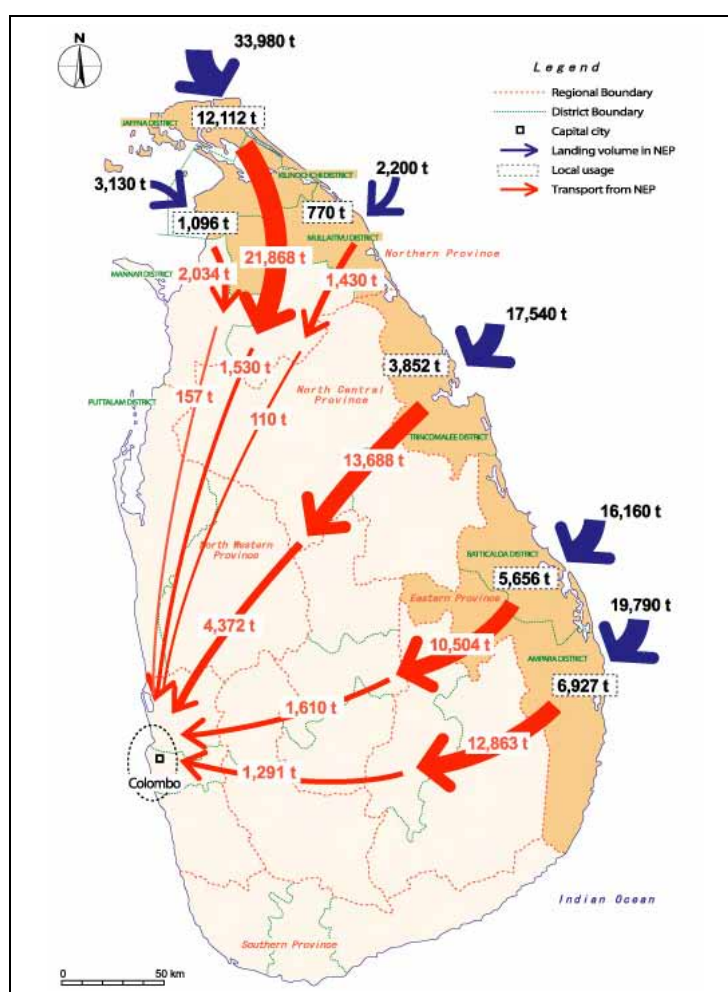 33,980 t
N
Legend
Regional Boundary
District Boundary
Capital city
Landing volume in NEP
Local usage
Transport from NEP
JAFFNA DISTRICT
12,112 t
KILINOCHCHI DISTRICT
2,200 t
3,130 t
1,096 t
770 t
MULLAITIVU DISTRICT
Northern Province
MANNAR DISTRICT
2,034 t
21,868 t
1,430 t
17,540 t
3,852 t
1,530 t
157 t
110 t
North Central
Province
PUTTALAM DISTRICT
TRINCOMALEE DISTRICT
13,688 t
16,160 t
North Western
Province
BATTICALOA DISTRICT
5,656 t
Eastern Province
19,790 t
4,372 t
10,504 t
AMPARA DISTRICT
6,927 t
1,610 t
12,863 t
1,291 t
Colombo
Indian Ocean
Southern Province
0 50 km